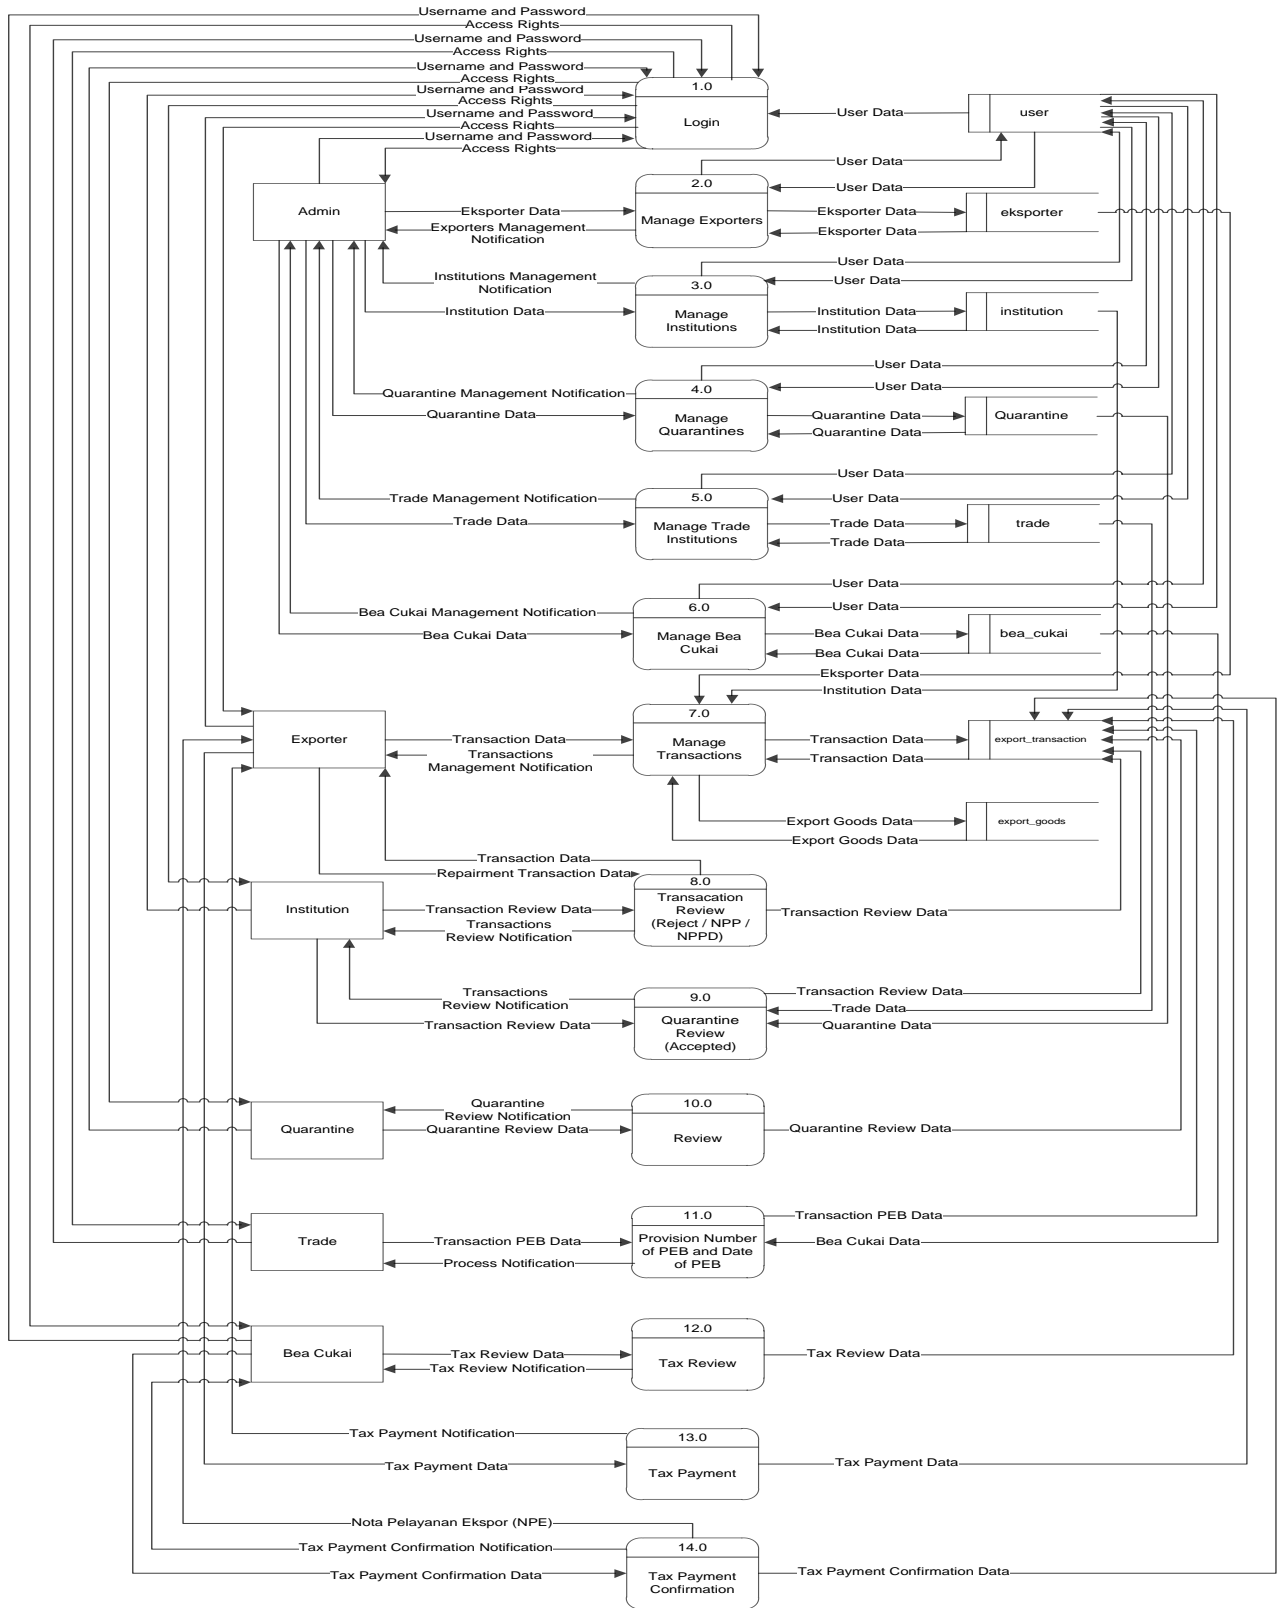 Username and Password
Access Rights
Username and Password
Access Rights
Username and Password
Access Rights
Username and Password
Access Rights
Username and Password
Access Rights
Username and Password
Access Rights
1.0
Login
User Data
user
User Data
2.0
User Data
Admin
Eksporter Data
Manage Exporters
Eksporter Data
eksporter
Exporters Management
Notification
Eksporter Data
User Data
Institutions Management
Notification
3.0
User Data
Institution Data
Manage
Institutions
Institution Data
institution
Institution Data
User Data
Quarantine Management Notification
4.0
User Data
Quarantine Data
Manage
Quarantines
Quarantine Data
Quarantine
Quarantine Data
User Data
Trade Management Notification
5.0
User Data
Trade Data
Manage Trade
Institutions
Trade Data
trade
Trade Data
User Data
Bea Cukai Management Notification
6.0
User Data
Bea Cukai Data
Manage Bea
Cukai
Bea Cukai Data
bea_cukai
Bea Cukai Data
Eksporter Data
Institution Data
7.0
Exporter
Transaction Data
Manage
Transactions
Transaction Data
export_transaction
Transactions
Management Notification
Transaction Data
Export Goods Data
export_goods
Export Goods Data
Transaction Data
Repairment Transaction Data
8.0
Institution
Transaction Review Data
Transacation
Review
(Reject / NPP /
NPPD)
Transaction Review Data
Transactions
Review Notification
Transactions
Review Notification
9.0
Transaction Review Data
Trade Data
Transaction Review Data
Quarantine
Review
(Accepted)
Quarantine Data
Quarantine
Review Notification
10.0
Quarantine
Quarantine Review Data
Review
Quarantine Review Data
11.0
Transaction PEB Data
Trade
Transaction PEB Data
Provision Number
of PEB and Date
of PEB
Bea Cukai Data
Process Notification
12.0
Bea Cukai
Tax Review Data
Tax Review
Tax Review Data
Tax Review Notification
Tax Payment Notification
13.0
Tax Payment Data
Tax Payment
Tax Payment Data
Nota Pelayanan Ekspor (NPE)
Tax Payment Confirmation Notification
14.0
Tax Payment Confirmation Data
Tax Payment
Confirmation
Tax Payment Confirmation Data